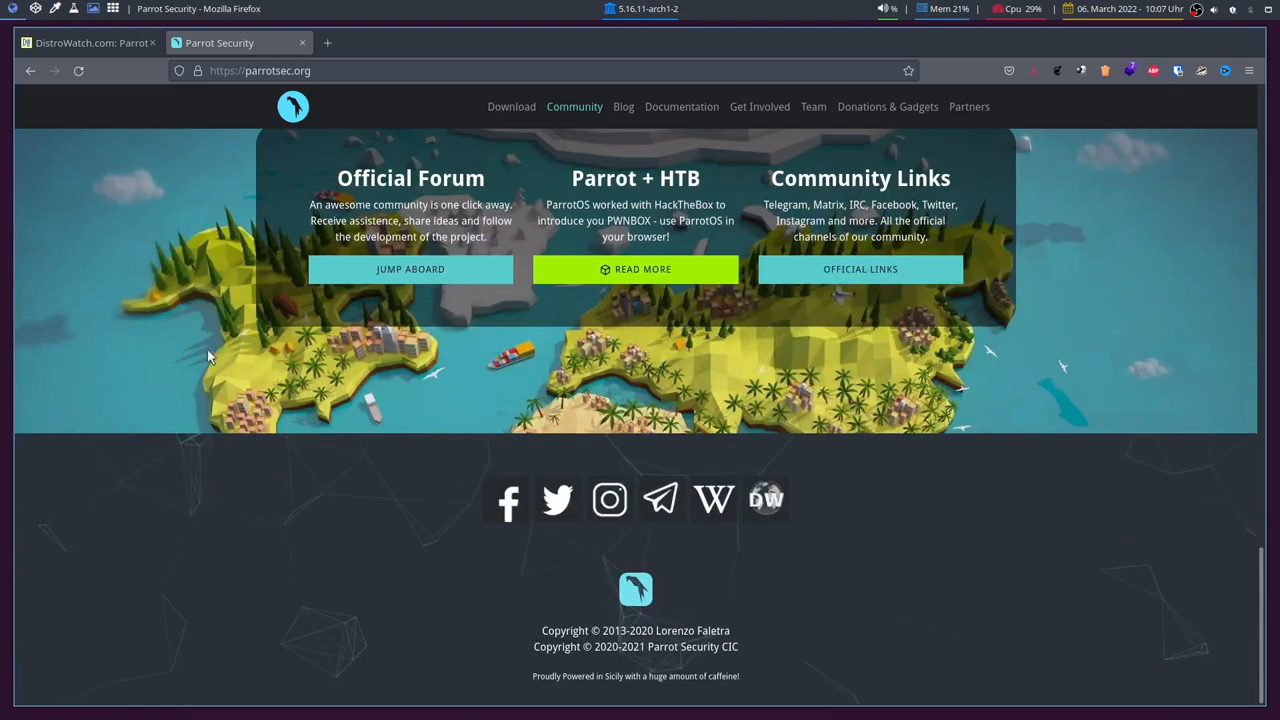 Parrot Security - Mozilla Firefox
5.16.11-arch1-2
%
Mem 21%
Cpu 29%
06. March 2022 - 10:07 Uhr
DistroWatch.com: Parrot
Parrot Security
https://parrotsec.org
7
ABP
Download
Community
Blog
Documentation
Get Involved
Team
Donations & Gadgets
Partners
Official Forum
An awesome community is one click away.
Receive assistence, share ideas and follow
the development of the project.
JUMP ABOARD
Parrot + HTB
ParrotOS worked with HackTheBox to
introduce you PWNBOX - use ParrotOS in
your browser!
READ MORE
Community Links
Telegram, Matrix, IRC, Facebook, Twitter,
Instagram and more. All the official
channels of our community.
OFFICIAL LINKS
DW
Copyright © 2013-2020 Lorenzo Faletra
Copyright © 2020-2021 Parrot Security CIC
Proudly Powered in Sicily with a huge amount of caffeine!